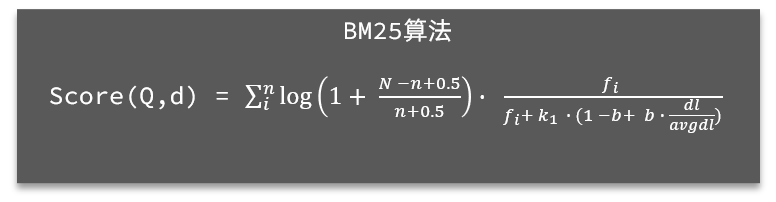 BM25算法
Score(Q,d) = ∑ᵢⁿ log(1 + (N −n+0.5)/(n+0.5)) · fᵢ/(fᵢ+ k₁ ·(1 −b+ b · dl/avgdl))